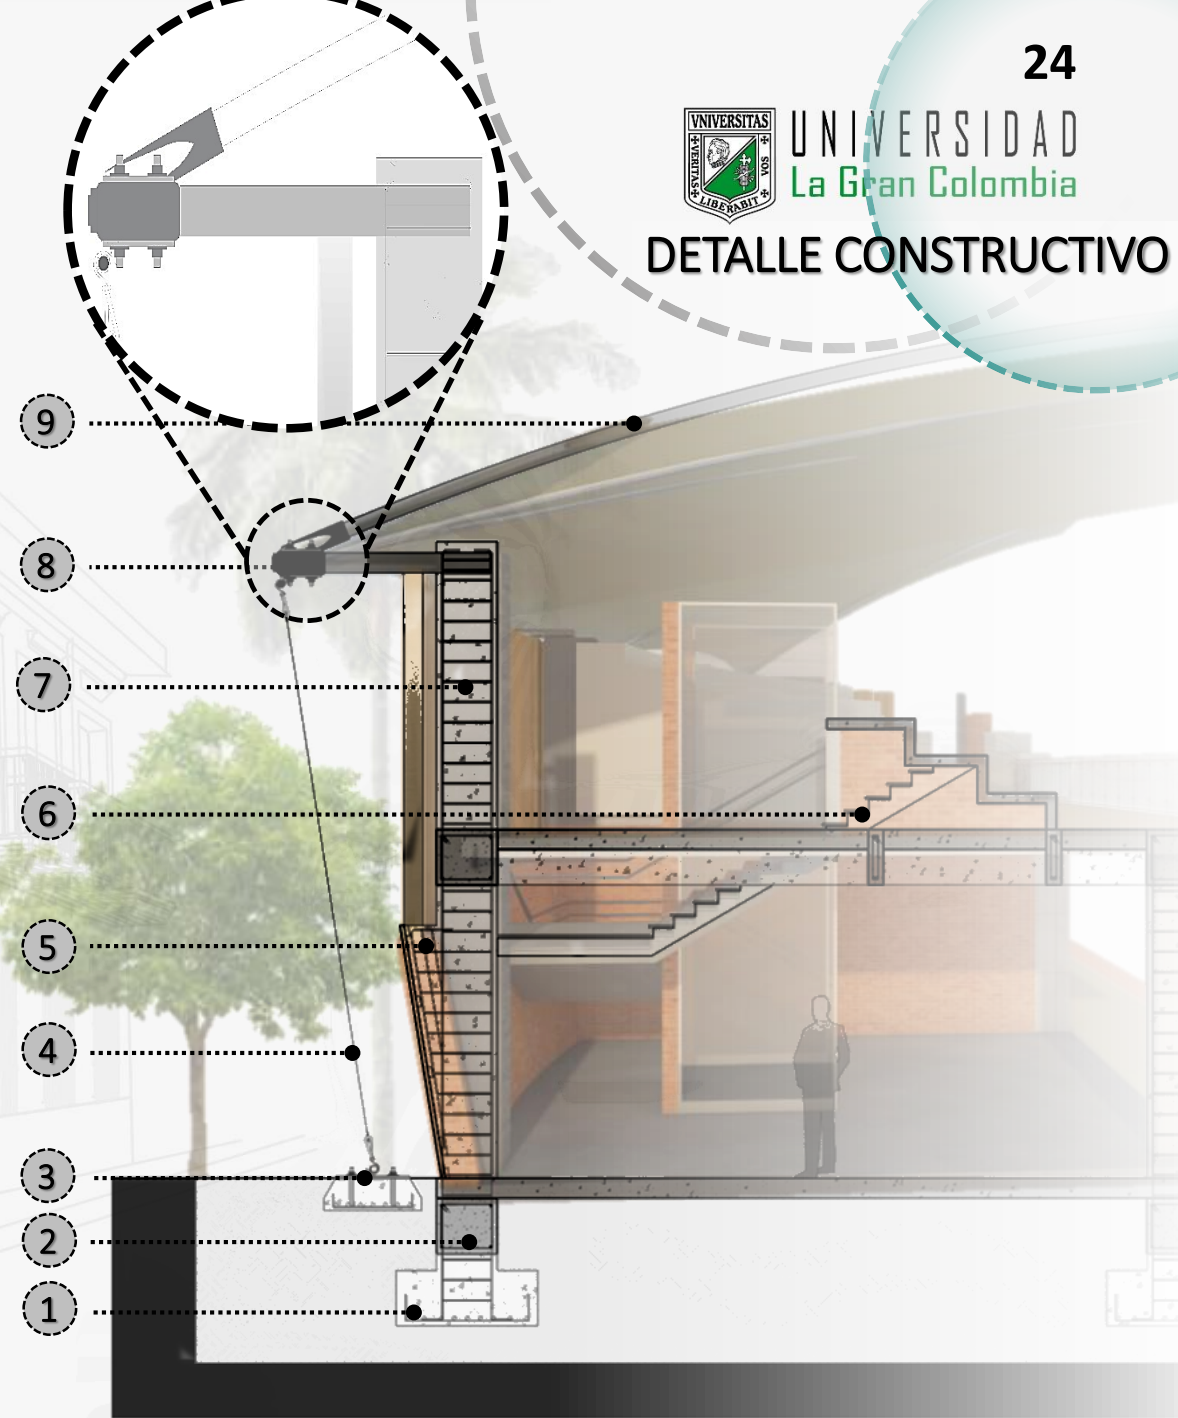 24
VNIVERSITAS
VERITAS
VOS
LIBERABIT
UNIVERSIDAD
La Gran Colombia
DETALLE CONSTRUCTIVO
9
8
7
6
5
4
3
2
1